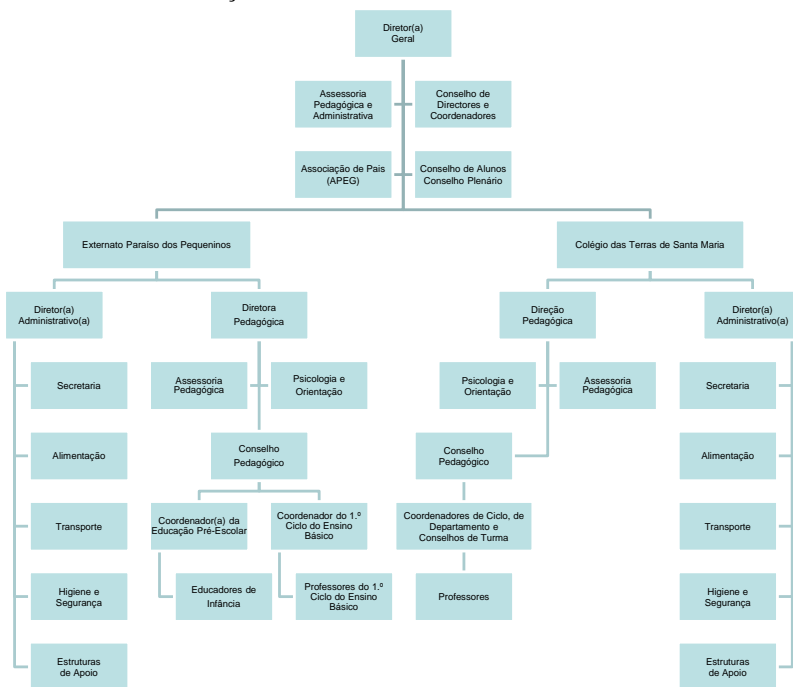 Diretor(a)
Geral
Assessoria
Pedagógica e
Administrativa
Conselho de
Directores e
Coordenadores
Associação de Pais
(APEG)
Conselho de Alunos
Conselho Plenário
Externato Paraíso dos Pequeninos
Colégio das Terras de Santa Maria
Diretor(a)
Administrativo(a)
Diretora
Pedagógica
Direção
Pedagógica
Diretor(a)
Administrativo(a)
Secretaria
Assessoria
Pedagógica
Psicologia e
Orientação
Psicologia e
Orientação
Assessoria
Pedagógica
Secretaria
Alimentação
Conselho
Pedagógico
Conselho
Pedagógico
Alimentação
Transporte
Coordenador(a) da
Educação Pré-Escolar
Coordenador do 1.º
Ciclo do Ensino
Básico
Coordenadores de Ciclo, de
Departamento e
Conselhos de Turma
Transporte
Higiene e
Segurança
Educadores de
Infância
Professores do 1.º
Ciclo do Ensino
Básico
Professores
Higiene e
Segurança
Estruturas
de Apoio
Estruturas
de Apoio